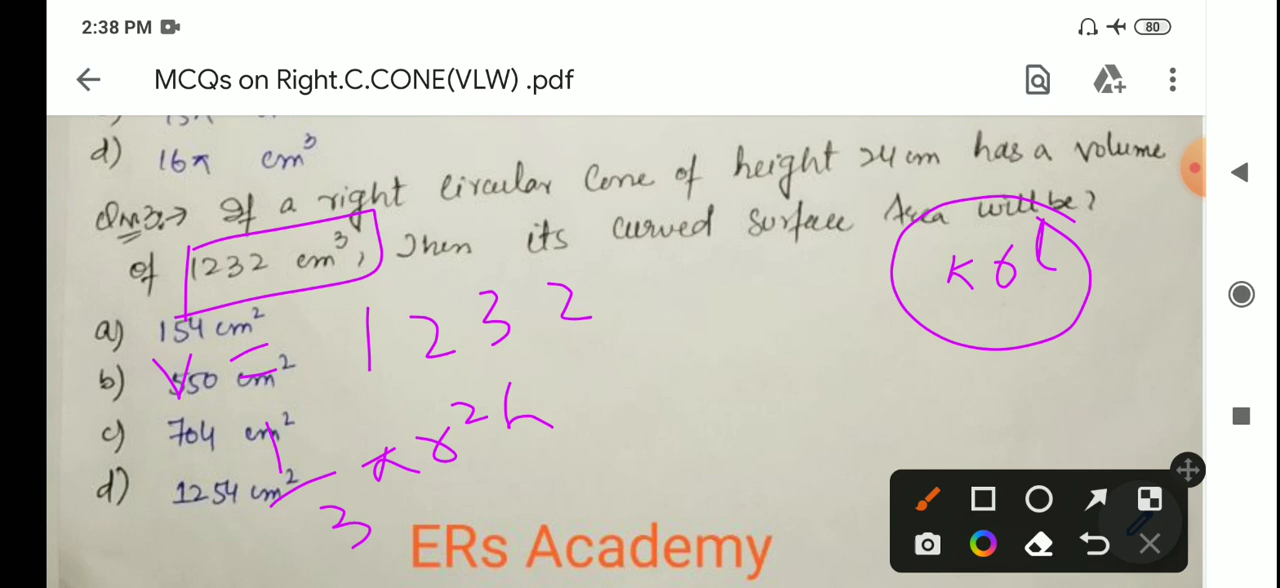 2:38 PM 80
MCQs on Right.C.CONE(VLW) .pdf
d) 16π cm³
Qn3.→ If a right circular Cone of height 24 cm has a volume
of 1232 cm³, Then its curved surface Area will be?
πrl
a) 154 cm²
1232
b) 550 cm²
c) 704 cm²
1/3 πr²h
d) 1254 cm²
ERs Academy